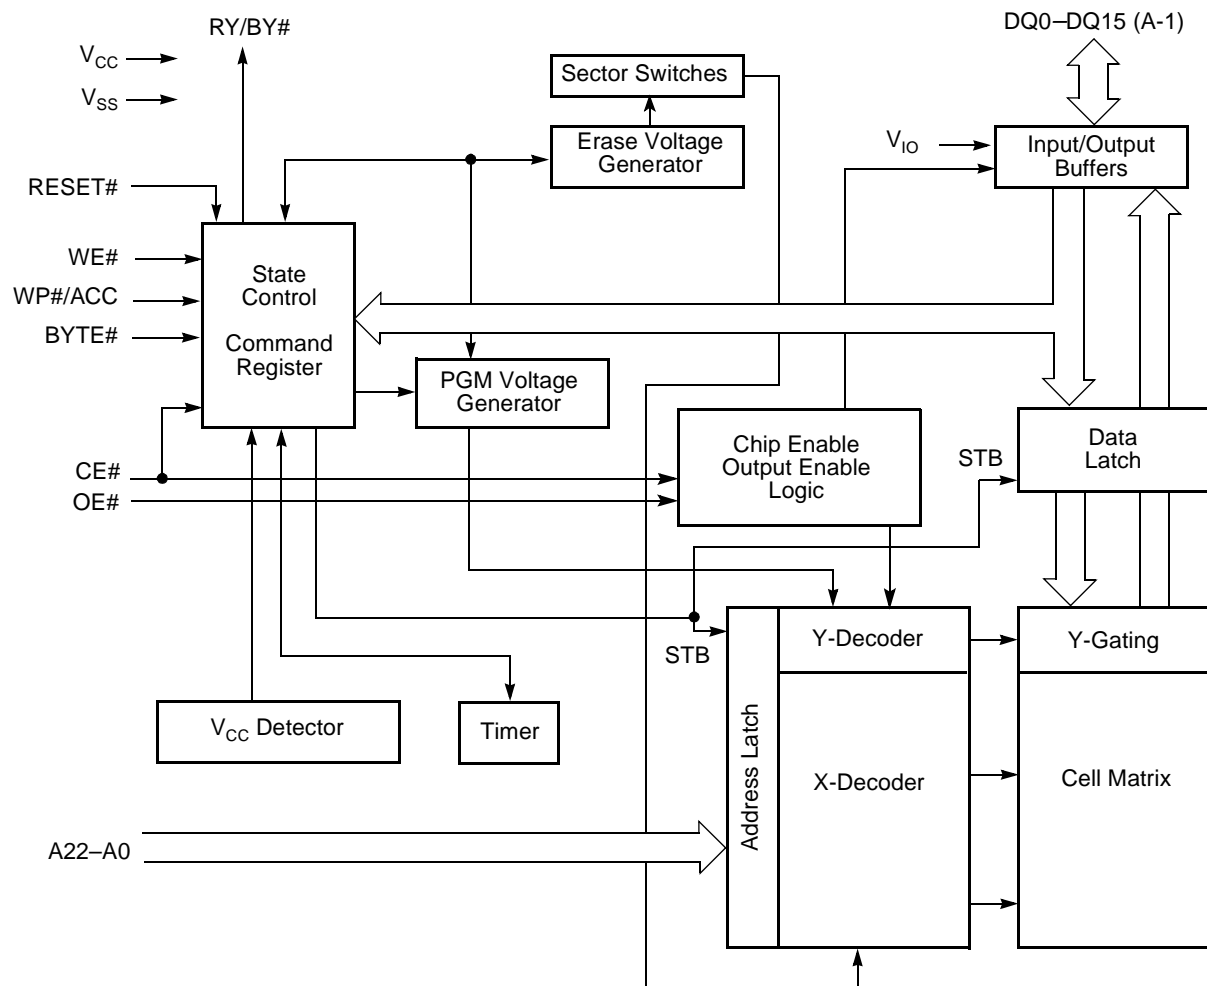 RY/BY#
DQ0–DQ15 (A-1)
VCC
VSS
Sector Switches
Erase Voltage
Generator
VIO
Input/Output
Buffers
RESET#
WE#
WP#/ACC
BYTE#
State
Control
Command
Register
PGM Voltage
Generator
CE#
OE#
Chip Enable
Output Enable
Logic
STB
Data
Latch
STB
Y-Decoder
Y-Gating
VCC Detector
Timer
Address Latch
X-Decoder
Cell Matrix
A22–A0